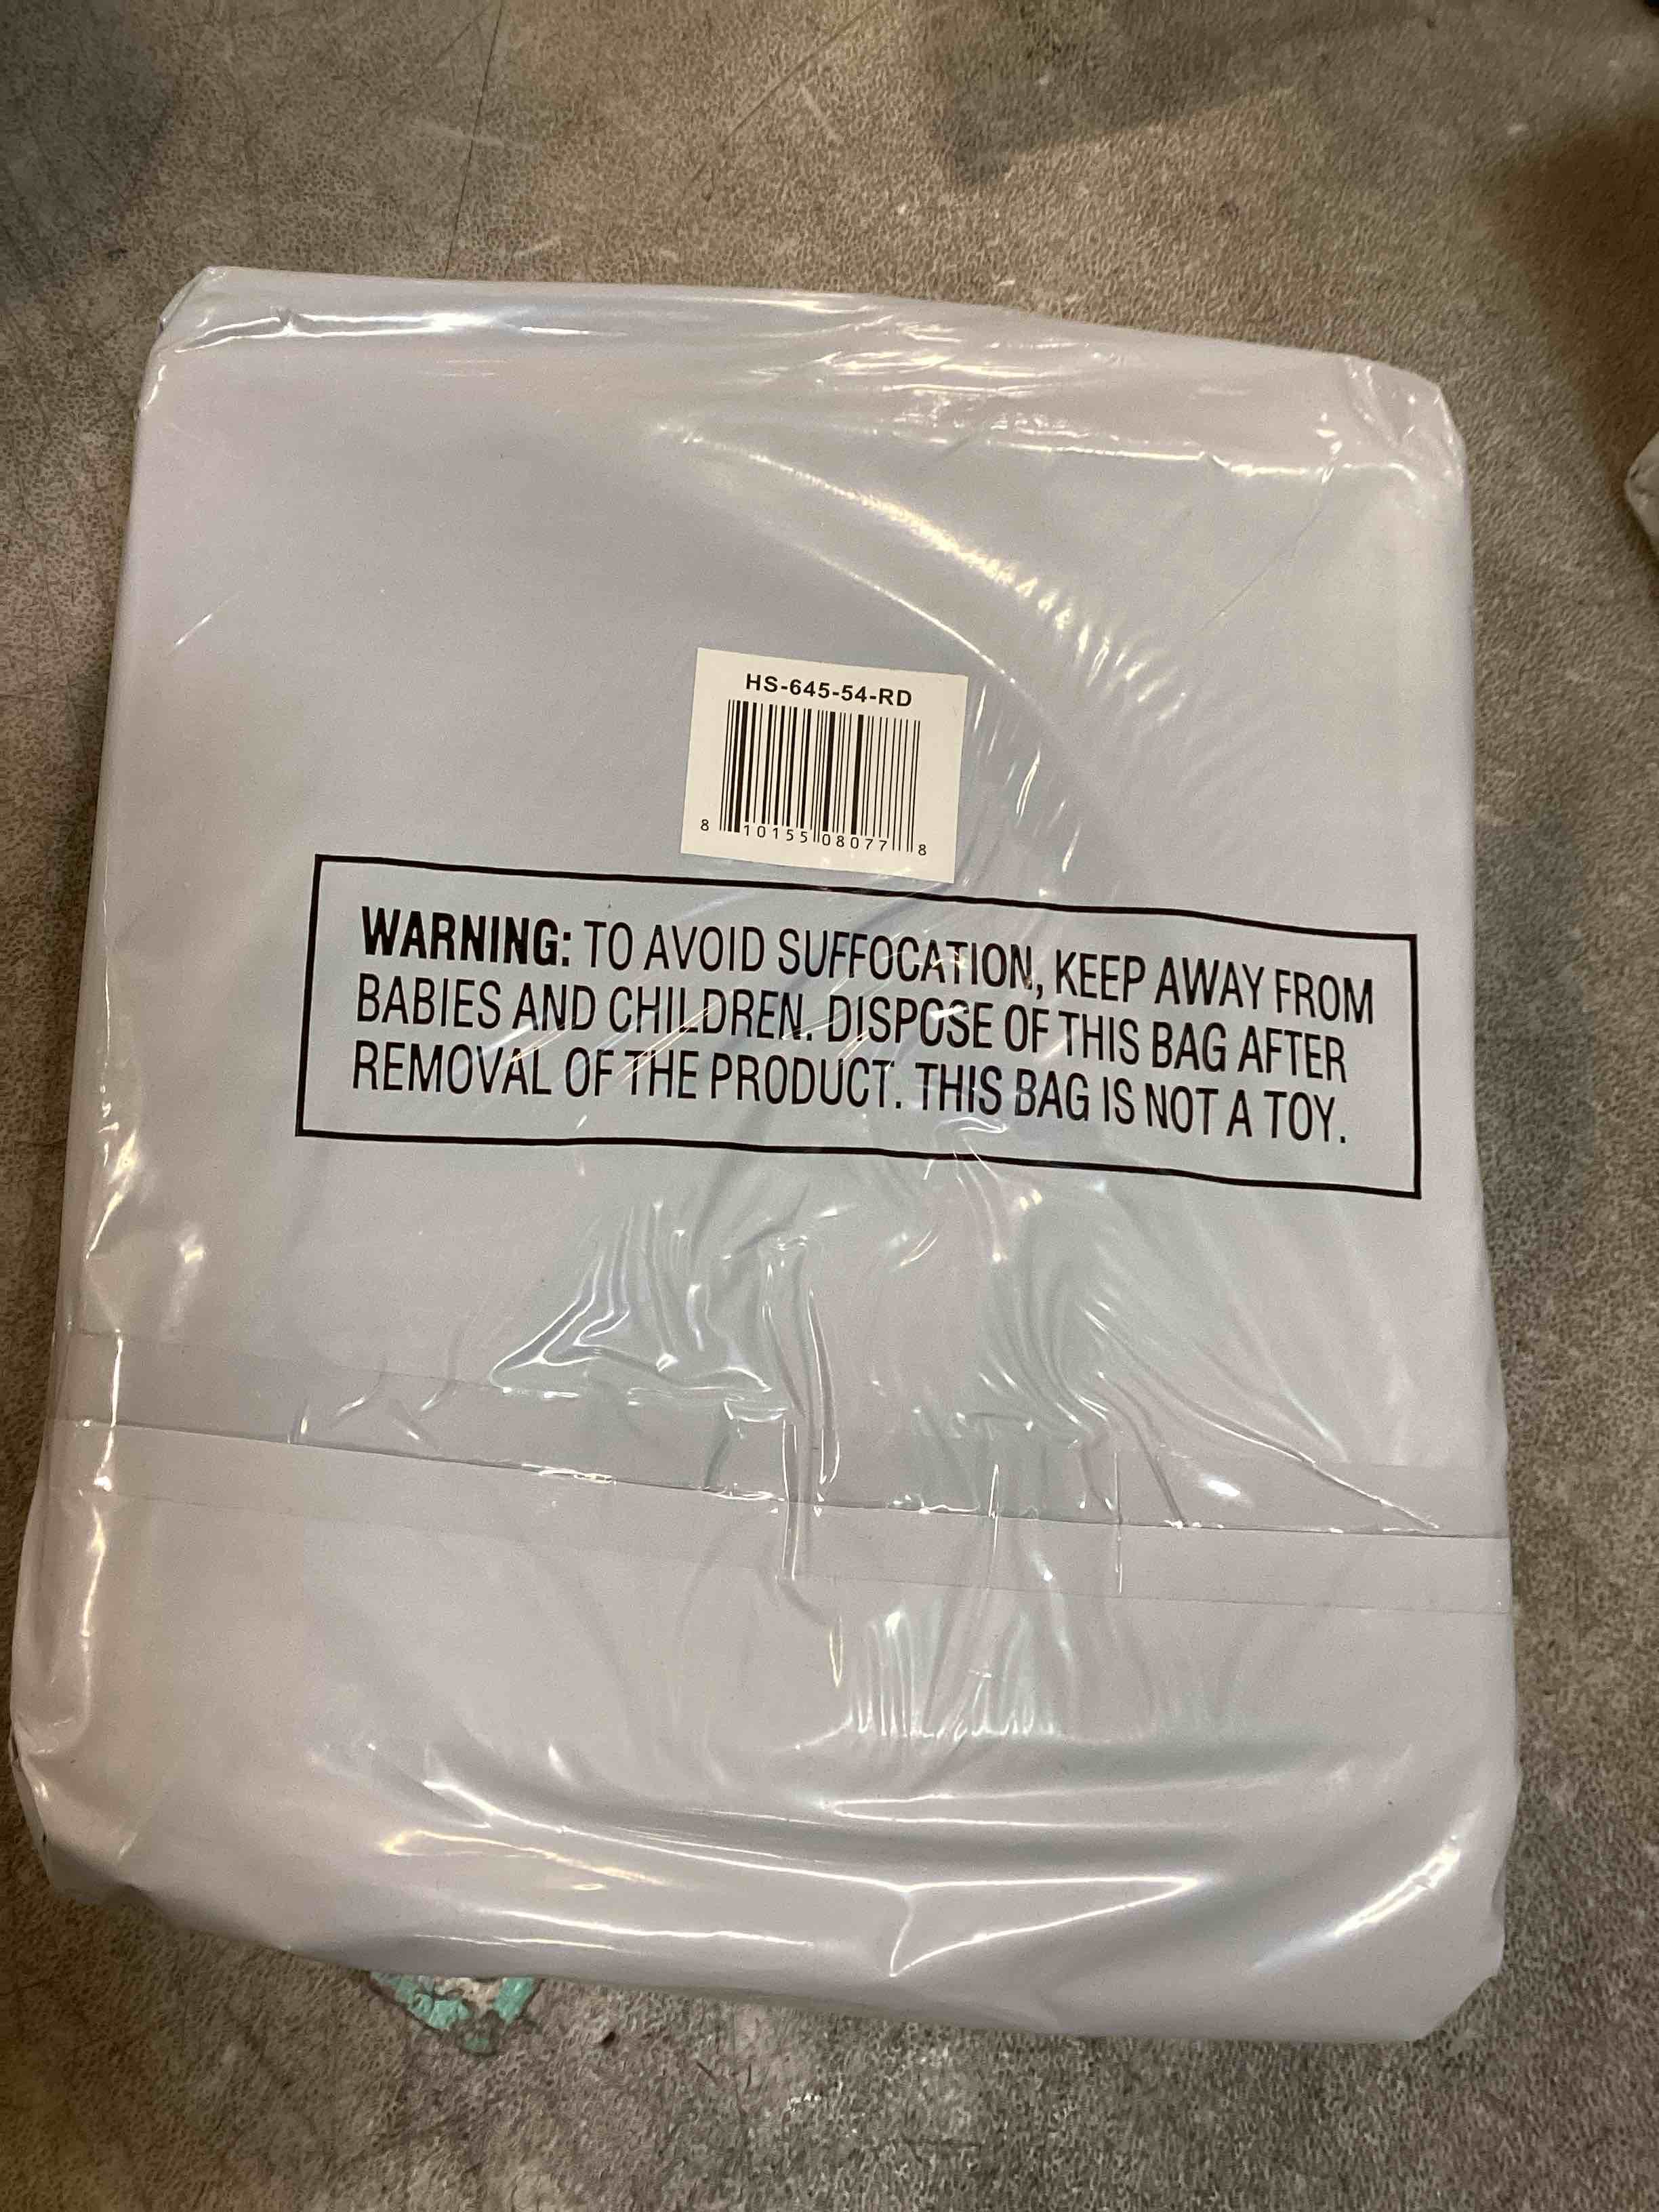 HS-645-54-RD
8 10155 08077 8
WARNING: TO AVOID SUFFOCATION, KEEP AWAY FROM
BABIES AND CHILDREN. DISPOSE OF THIS BAG AFTER
REMOVAL OF THE PRODUCT. THIS BAG IS NOT A TOY.